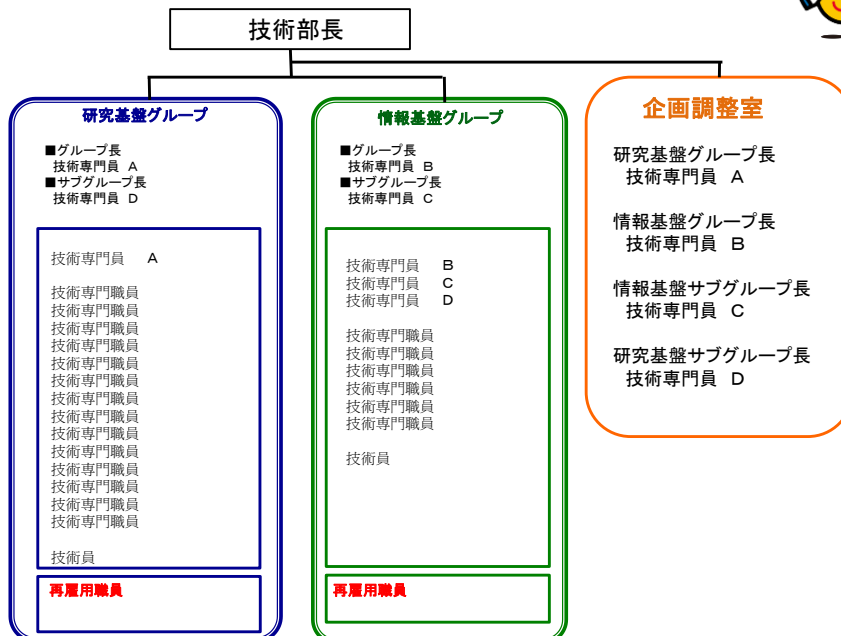 技術部長
研究基盤グループ
■グループ長
技術専門員 A
■サブグループ長
技術専門員 D
技術専門員 A
技術専門職員
技術専門職員
技術専門職員
技術専門職員
技術専門職員
技術専門職員
技術専門職員
技術専門職員
技術専門職員
技術専門職員
技術専門職員
技術専門職員
技術専門職員
技術専門職員
技術員
再雇用職員
情報基盤グループ
■グループ長
技術専門員 B
■サブグループ長
技術専門員 C
技術専門員 B
技術専門員 C
技術専門員 D
技術専門職員
技術専門職員
技術専門職員
技術専門職員
技術専門職員
技術専門職員
技術員
再雇用職員
企画調整室
研究基盤グループ長
技術専門員 A
情報基盤グループ長
技術専門員 B
情報基盤サブグループ長
技術専門員 C
研究基盤サブグループ長
技術専門員 D